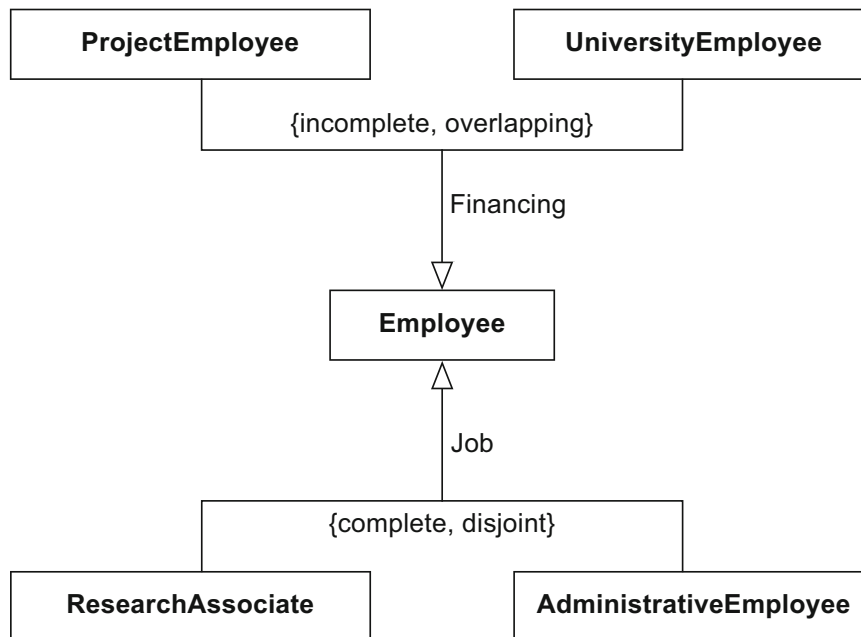 ProjectEmployee
UniversityEmployee
{incomplete, overlapping}
Financing
Employee
Job
{complete, disjoint}
ResearchAssociate
AdministrativeEmployee